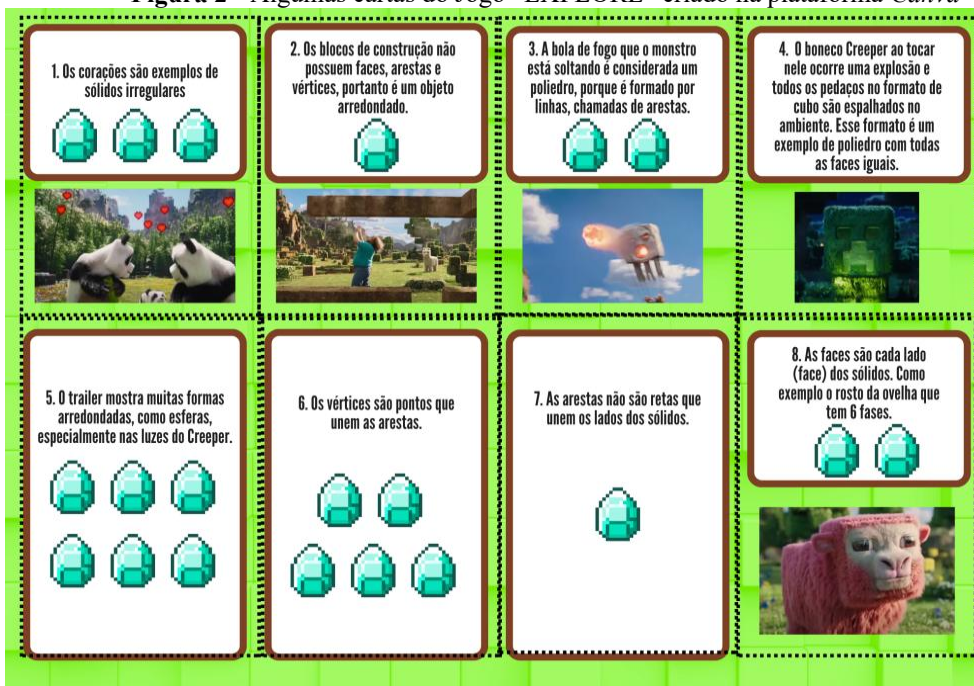 Figura 2 - Algumas cartas do Jogo "EXPLORE" criado na plataforma Canva
1. Os corações são exemplos de
sólidos irregulares
2. Os blocos de construção não
possuem faces, arestas e
vértices, portanto é um objeto
arredondado.
3. A bola de fogo que o monstro
está soltando é considerada um
poliedro, porque é formado por
linhas, chamadas de arestas.
4. O boneco Creeper ao tocar
nele ocorre uma explosão e
todos os pedaços no formato de
cubo são espalhados no
ambiente. Esse formato é um
exemplo de poliedro com todas
as faces iguais.
5. O trailer mostra muitas formas
arredondadas, como esferas,
especialmente nas luzes do Creeper.
6. Os vértices são pontos que
unem as arestas.
7. As arestas não são retas que
unem os lados dos sólidos.
8. As faces são cada lado
(face) dos sólidos. Como
exemplo o rosto da ovelha que
tem 6 fases.